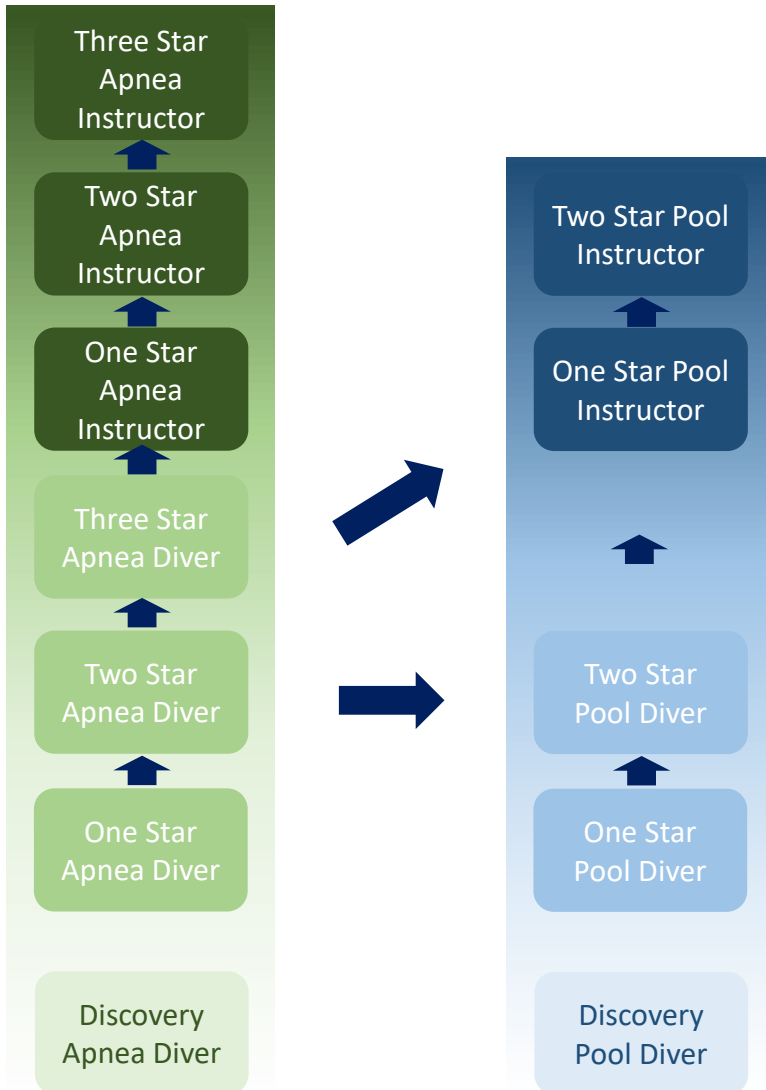 Three Star
Apnea
Instructor
Two Star
Apnea
Instructor
One Star
Apnea
Instructor
Three Star
Apnea Diver
Two Star
Apnea Diver
One Star
Apnea Diver
Discovery
Apnea Diver
Two Star Pool
Instructor
One Star Pool
Instructor
Two Star
Pool Diver
One Star
Pool Diver
Discovery
Pool Diver